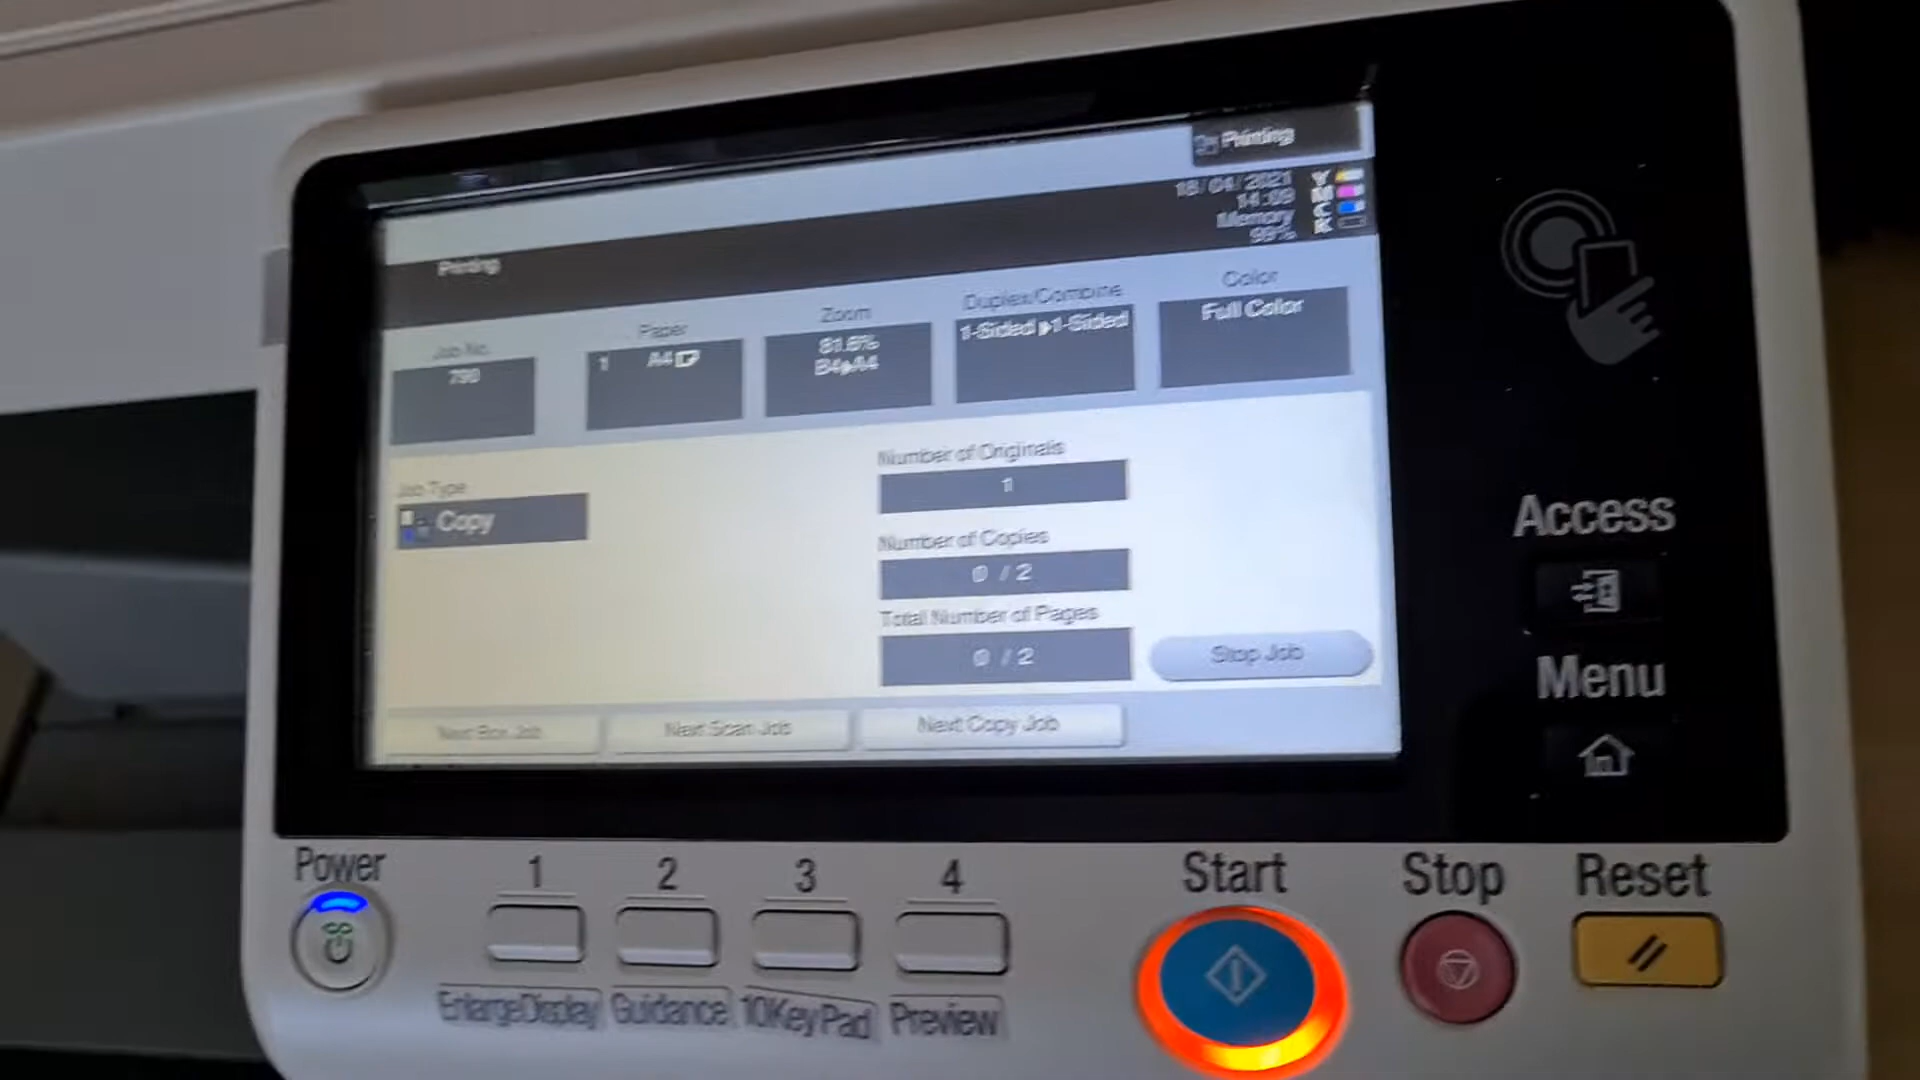 Printing
18/04/2021
14:09
Memory
99%
Y
M
C
K
Printing
Job No.
790
Paper
1 A4
Zoom
81.6%
B4▶A4
Duplex/Combine
1-Sided ▶1-Sided
Color
Full Color
Job Type
Copy
Number of Originals
1
Number of Copies
0 / 2
Total Number of Pages
0 / 2
Stop Job
Next Box Job
Next Scan Job
Next Copy Job
Access
Menu
Power
1
2
3
4
Start
Stop
Reset
EnlargeDisplay
Guidance
10KeyPad
Preview